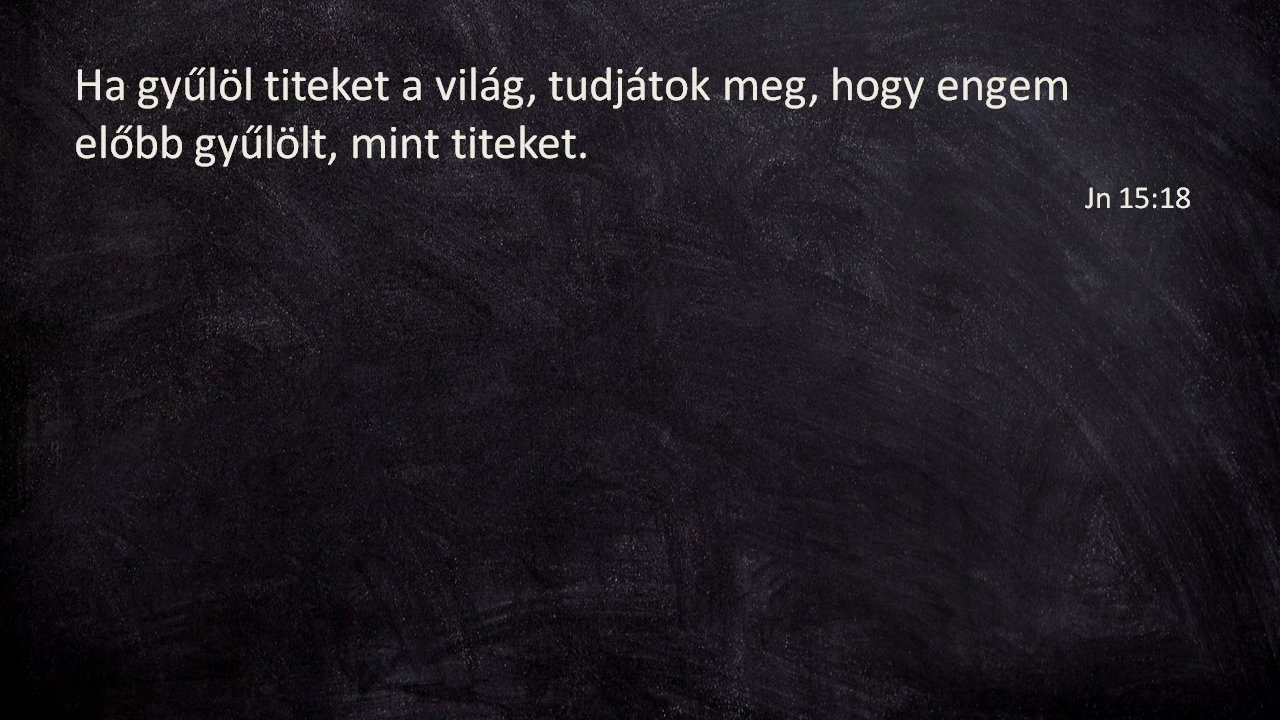 Ha gyűlöl titeket a világ, tudjátok meg, hogy engem
előbb gyűlölt, mint titeket.
Jn 15:18